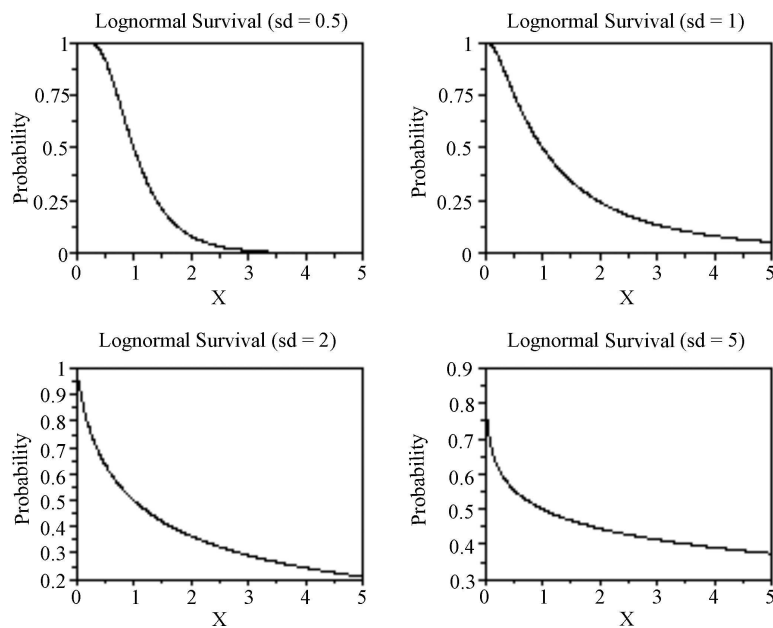 Lognormal Survival (sd = 0.5)
1
0.75
0.5
0.25
0
Probability
0 1 2 3 4 5
X
Lognormal Survival (sd = 1)
1
0.75
0.5
0.25
0
Probability
0 1 2 3 4 5
X
Lognormal Survival (sd = 2)
1
0.9
0.8
0.7
0.6
0.5
0.4
0.3
0.2
Probability
0 1 2 3 4 5
X
Lognormal Survival (sd = 5)
0.9
0.8
0.7
0.6
0.5
0.4
0.3
Probability
0 1 2 3 4 5
X